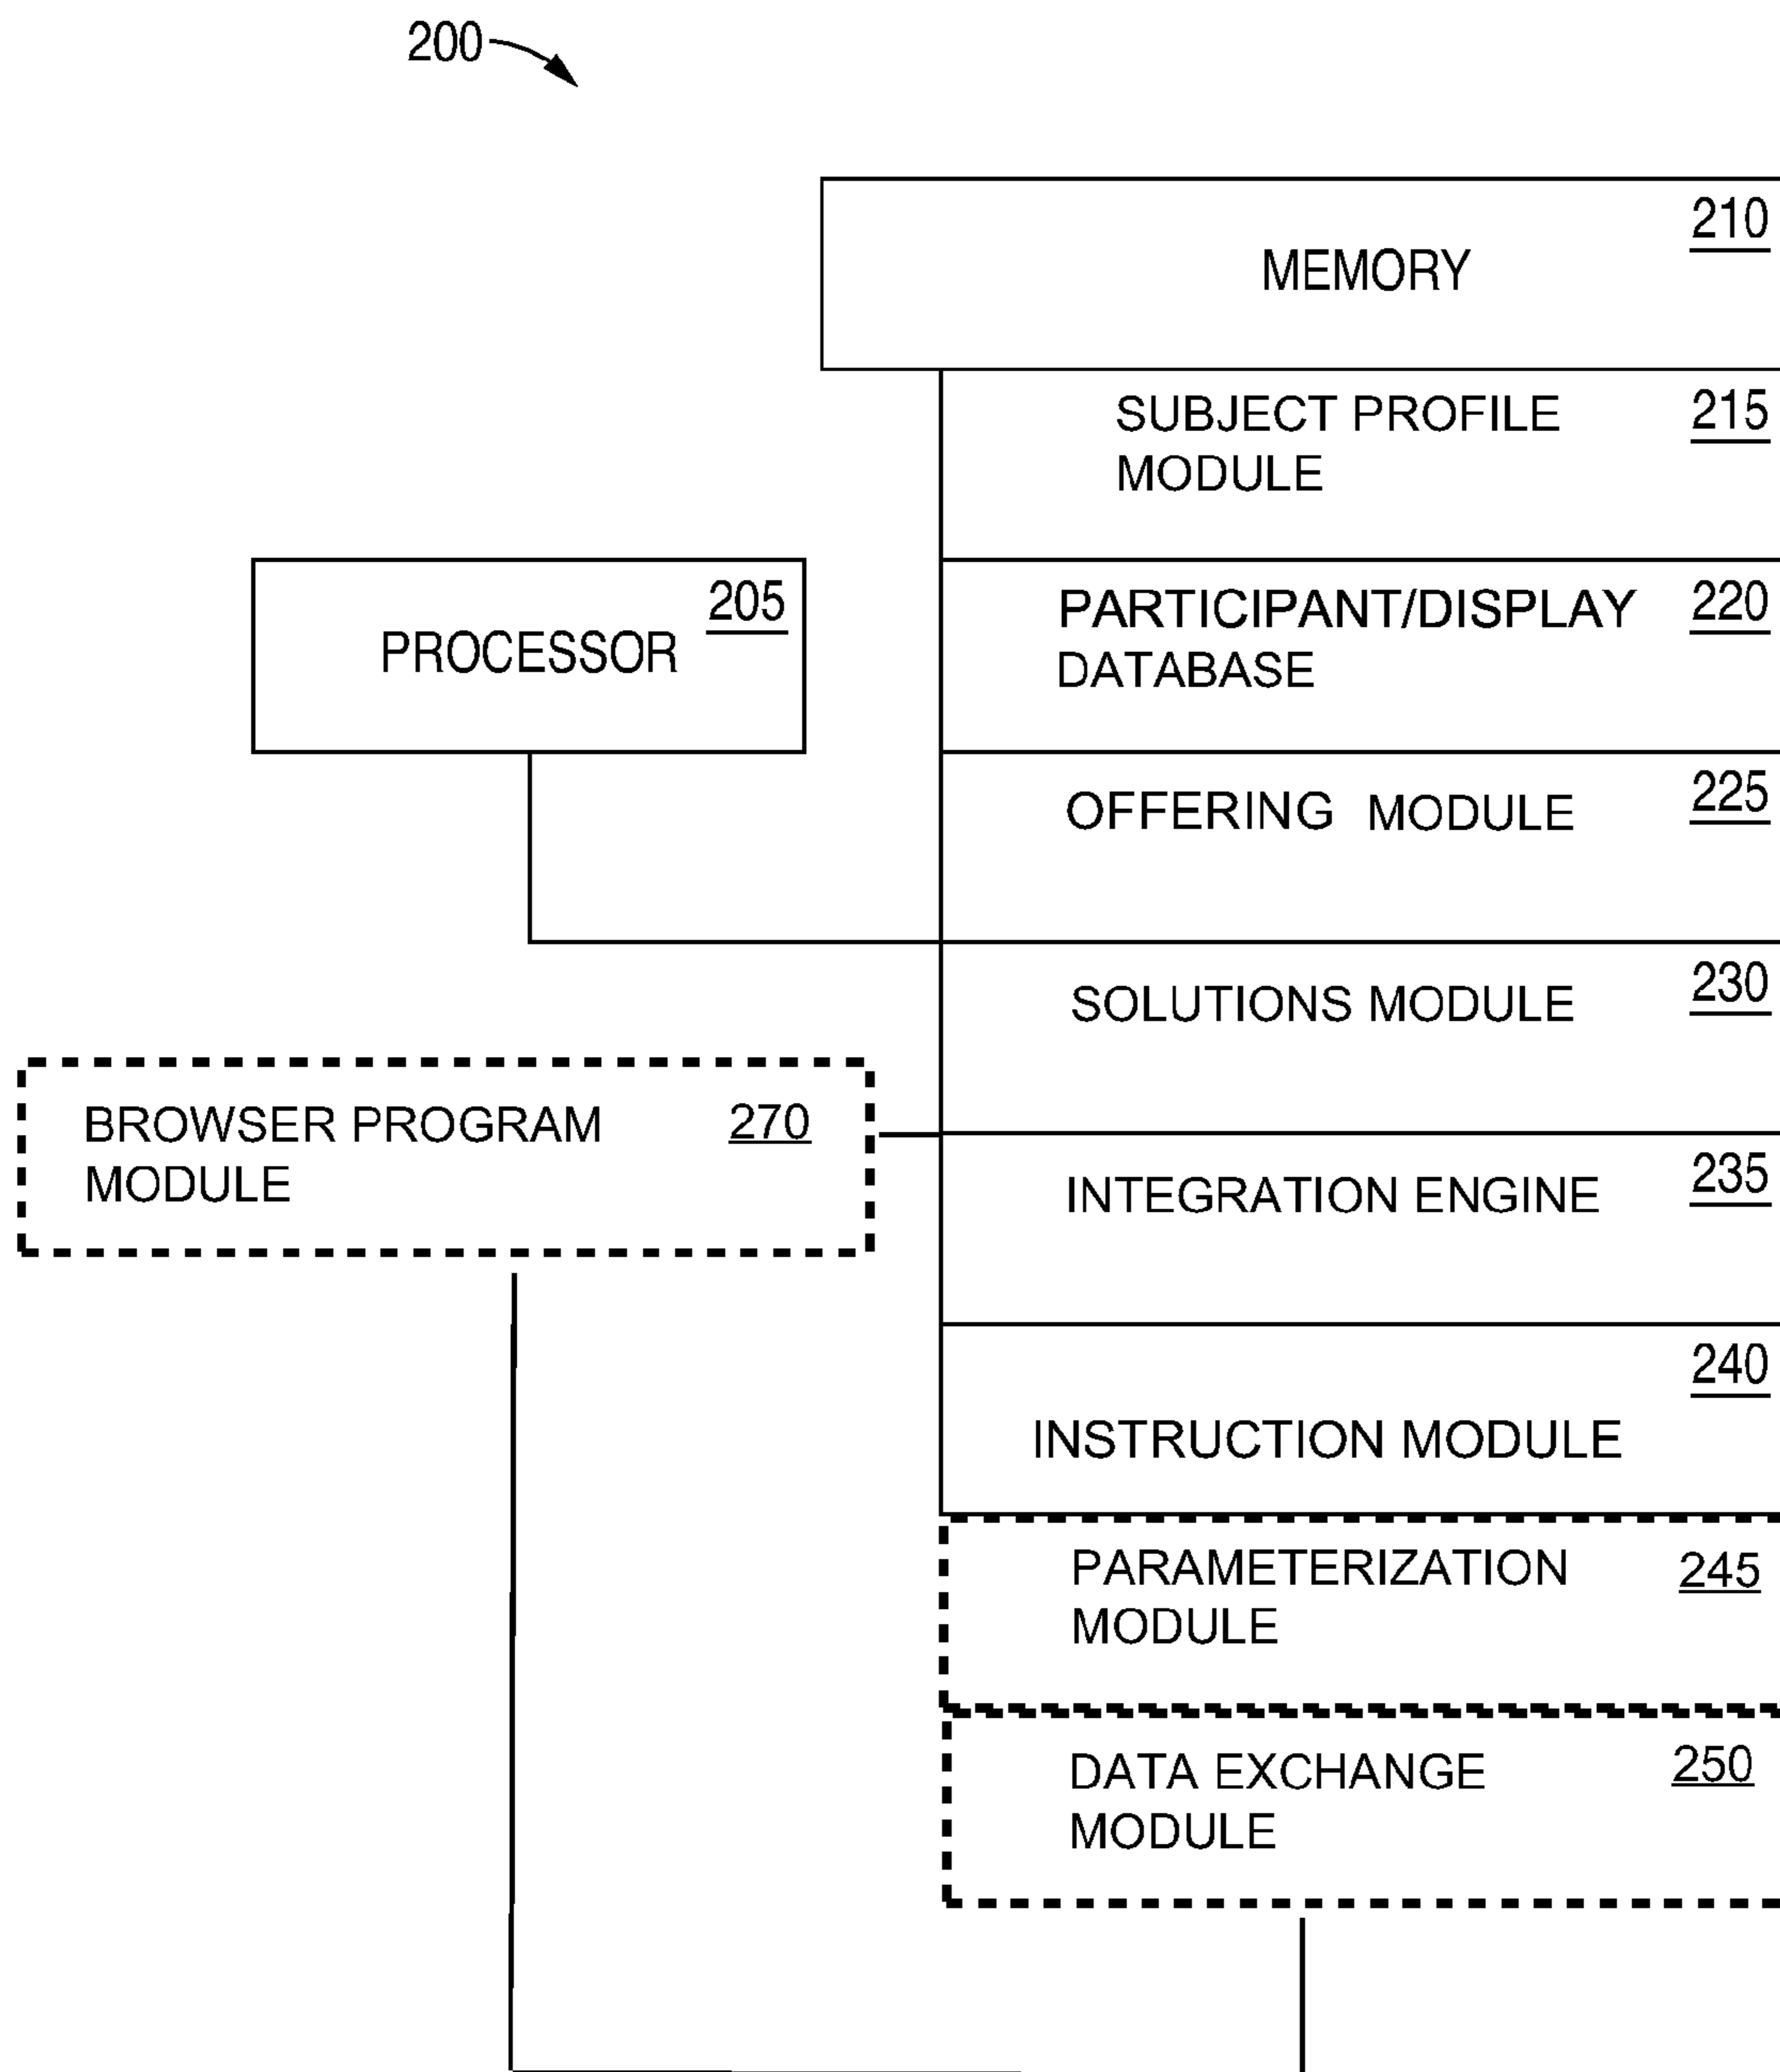 200
210
MEMORY
SUBJECT PROFILE 215
MODULE
205
PROCESSOR
PARTICIPANT/DISPLAY 220
DATABASE
OFFERING MODULE 225
SOLUTIONS MODULE 230
BROWSER PROGRAM 270
MODULE
INTEGRATION ENGINE 235
240
INSTRUCTION MODULE
PARAMETERIZATION 245
MODULE
DATA EXCHANGE 250
MODULE